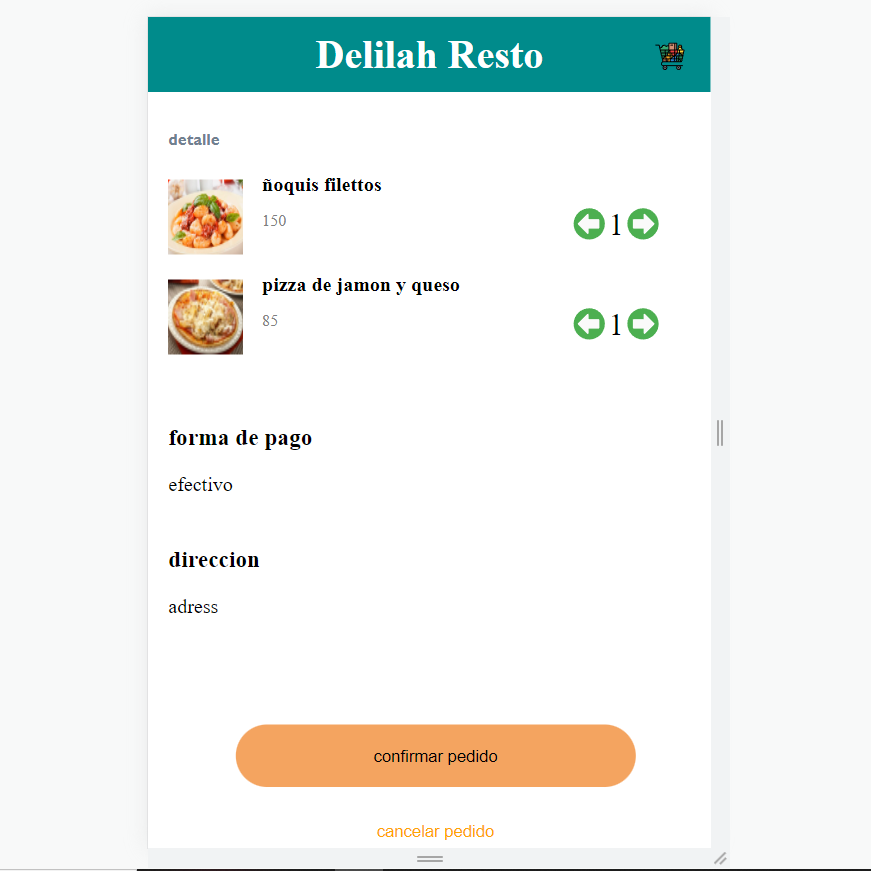 Delilah Resto
detalle
ñoquis filettos
150
1
pizza de jamon y queso
85
1
forma de pago
efectivo
direccion
adress
confirmar pedido
cancelar pedido